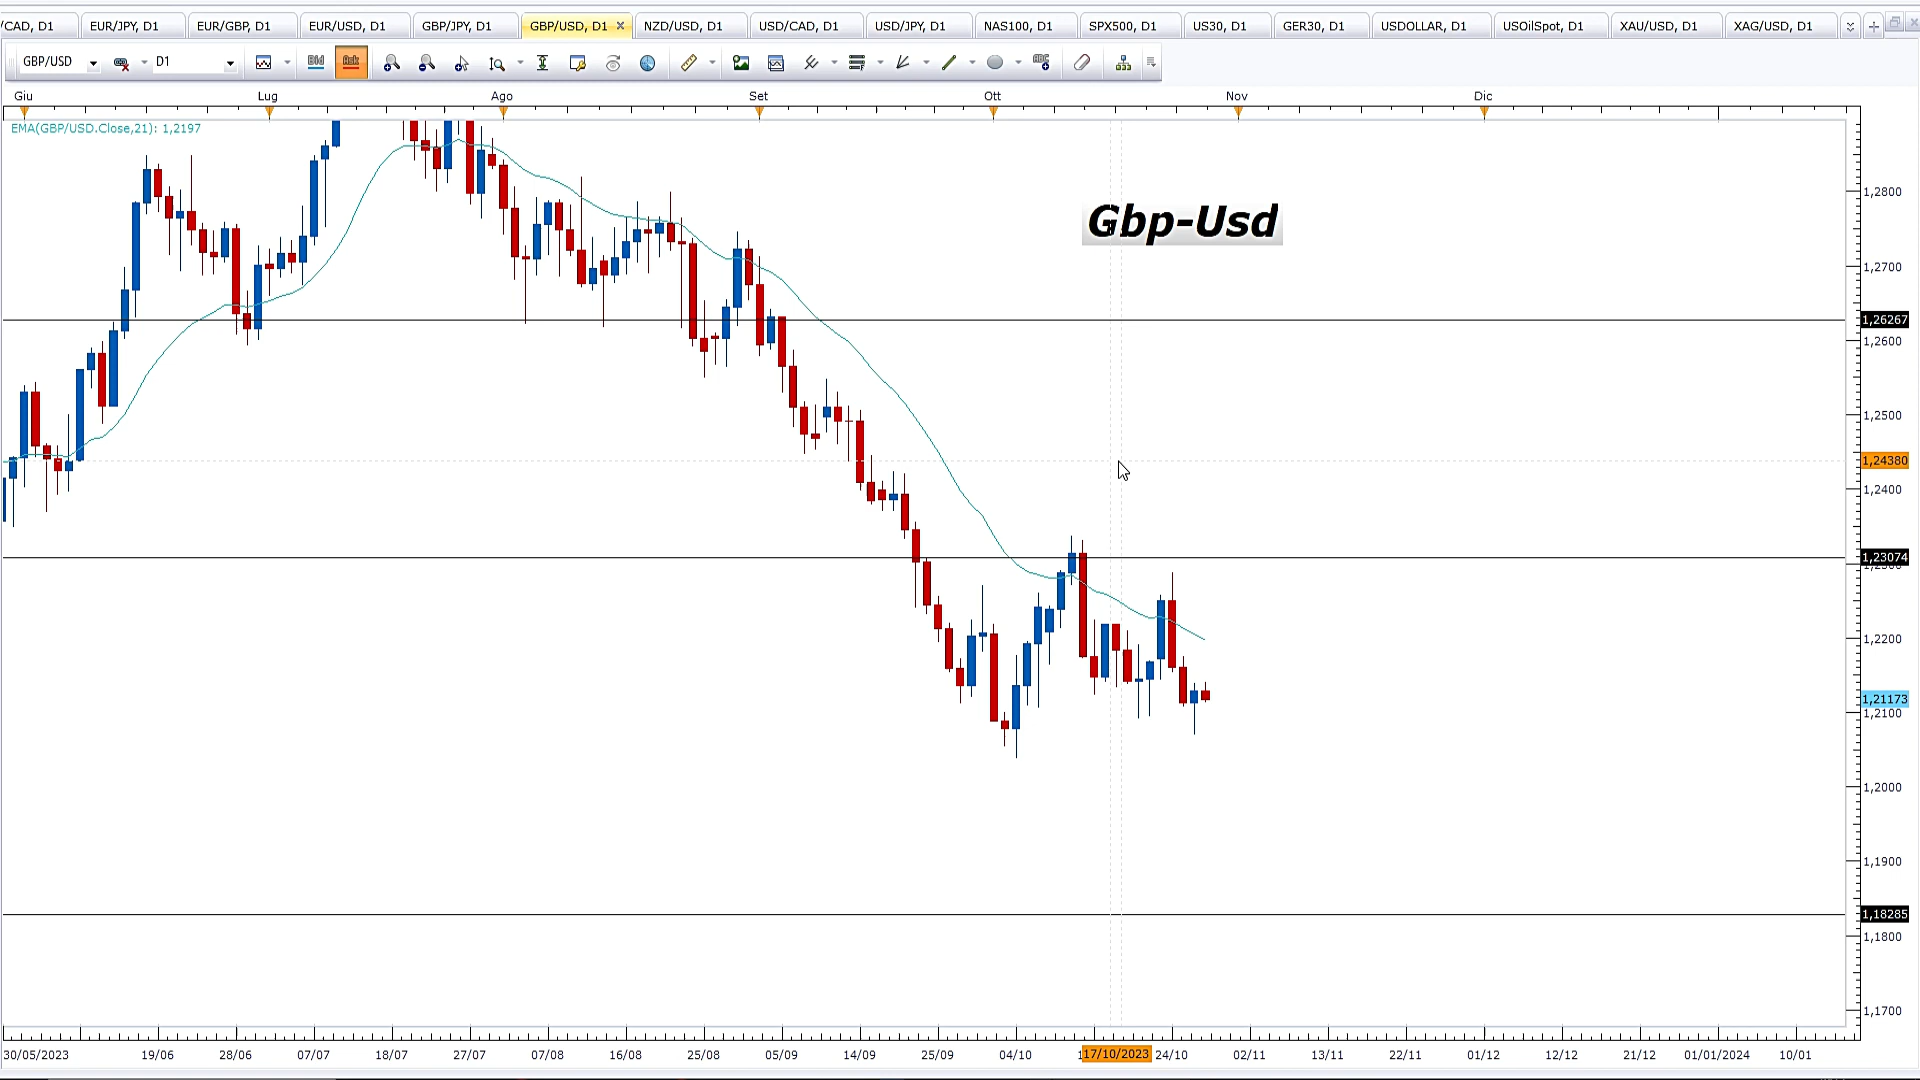 /CAD, D1 EUR/JPY, D1 EUR/GBP, D1 EUR/USD, D1 GBP/JPY, D1 GBP/USD, D1 NZD/USD, D1 USD/CAD, D1 USD/JPY, D1 NAS100, D1 SPX500, D1 US30, D1 GER30, D1 USDOLLAR, D1 USOilSpot, D1 XAU/USD, D1 XAG/USD, D1
GBP/USD D1 Bid Ask
Giu Lug Ago Set Ott Nov Dic
EMA(GBP/USD.Close,21): 1,2197
1,2800
Gbp-Usd
1,2700
1,26267
1,2600
1,2500
1,24380
1,2400
1,23074
1,2300
1,2200
1,21173
1,2100
1,2000
1,1900
1,18285
1,1800
1,1700
30/05/2023 19/06 28/06 07/07 18/07 27/07 07/08 16/08 25/08 05/09 14/09 25/09 04/10 17/10/2023 24/10 02/11 13/11 22/11 01/12 12/12 21/12 01/01/2024 10/01